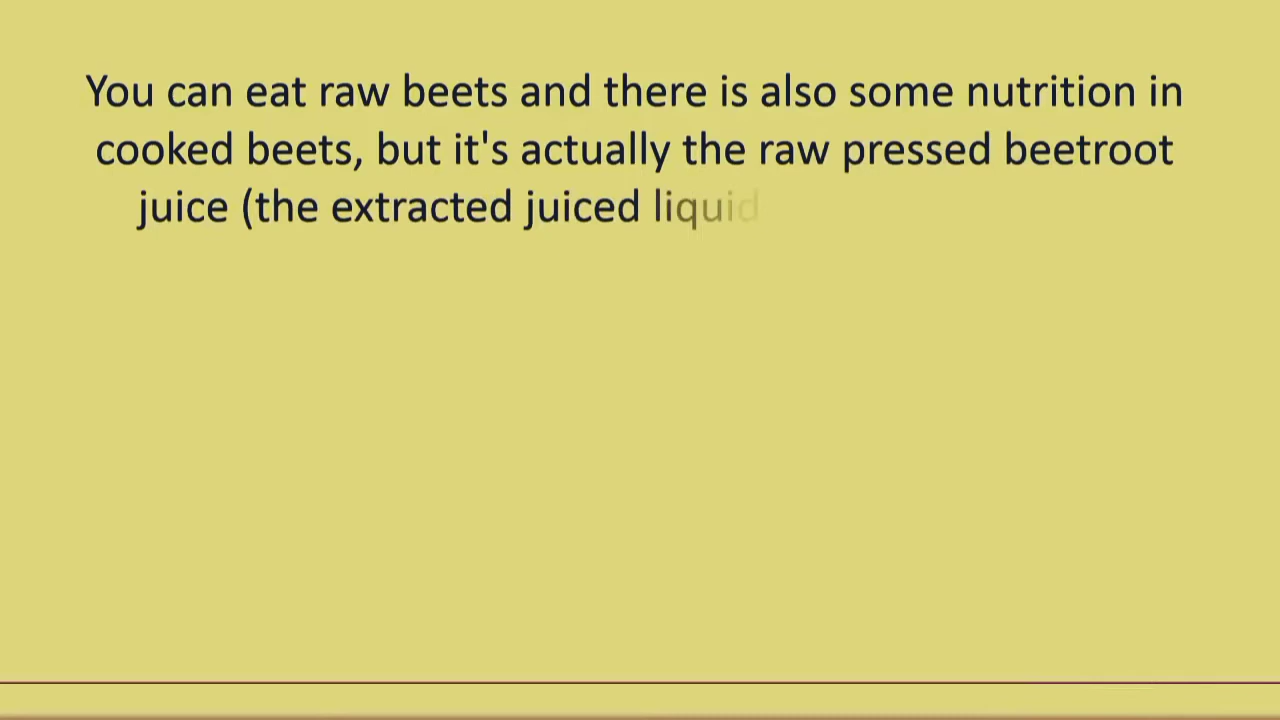 You can eat raw beets and there is also some nutrition in
cooked beets, but it's actually the raw pressed beetroot
juice (the extracted juiced liquid